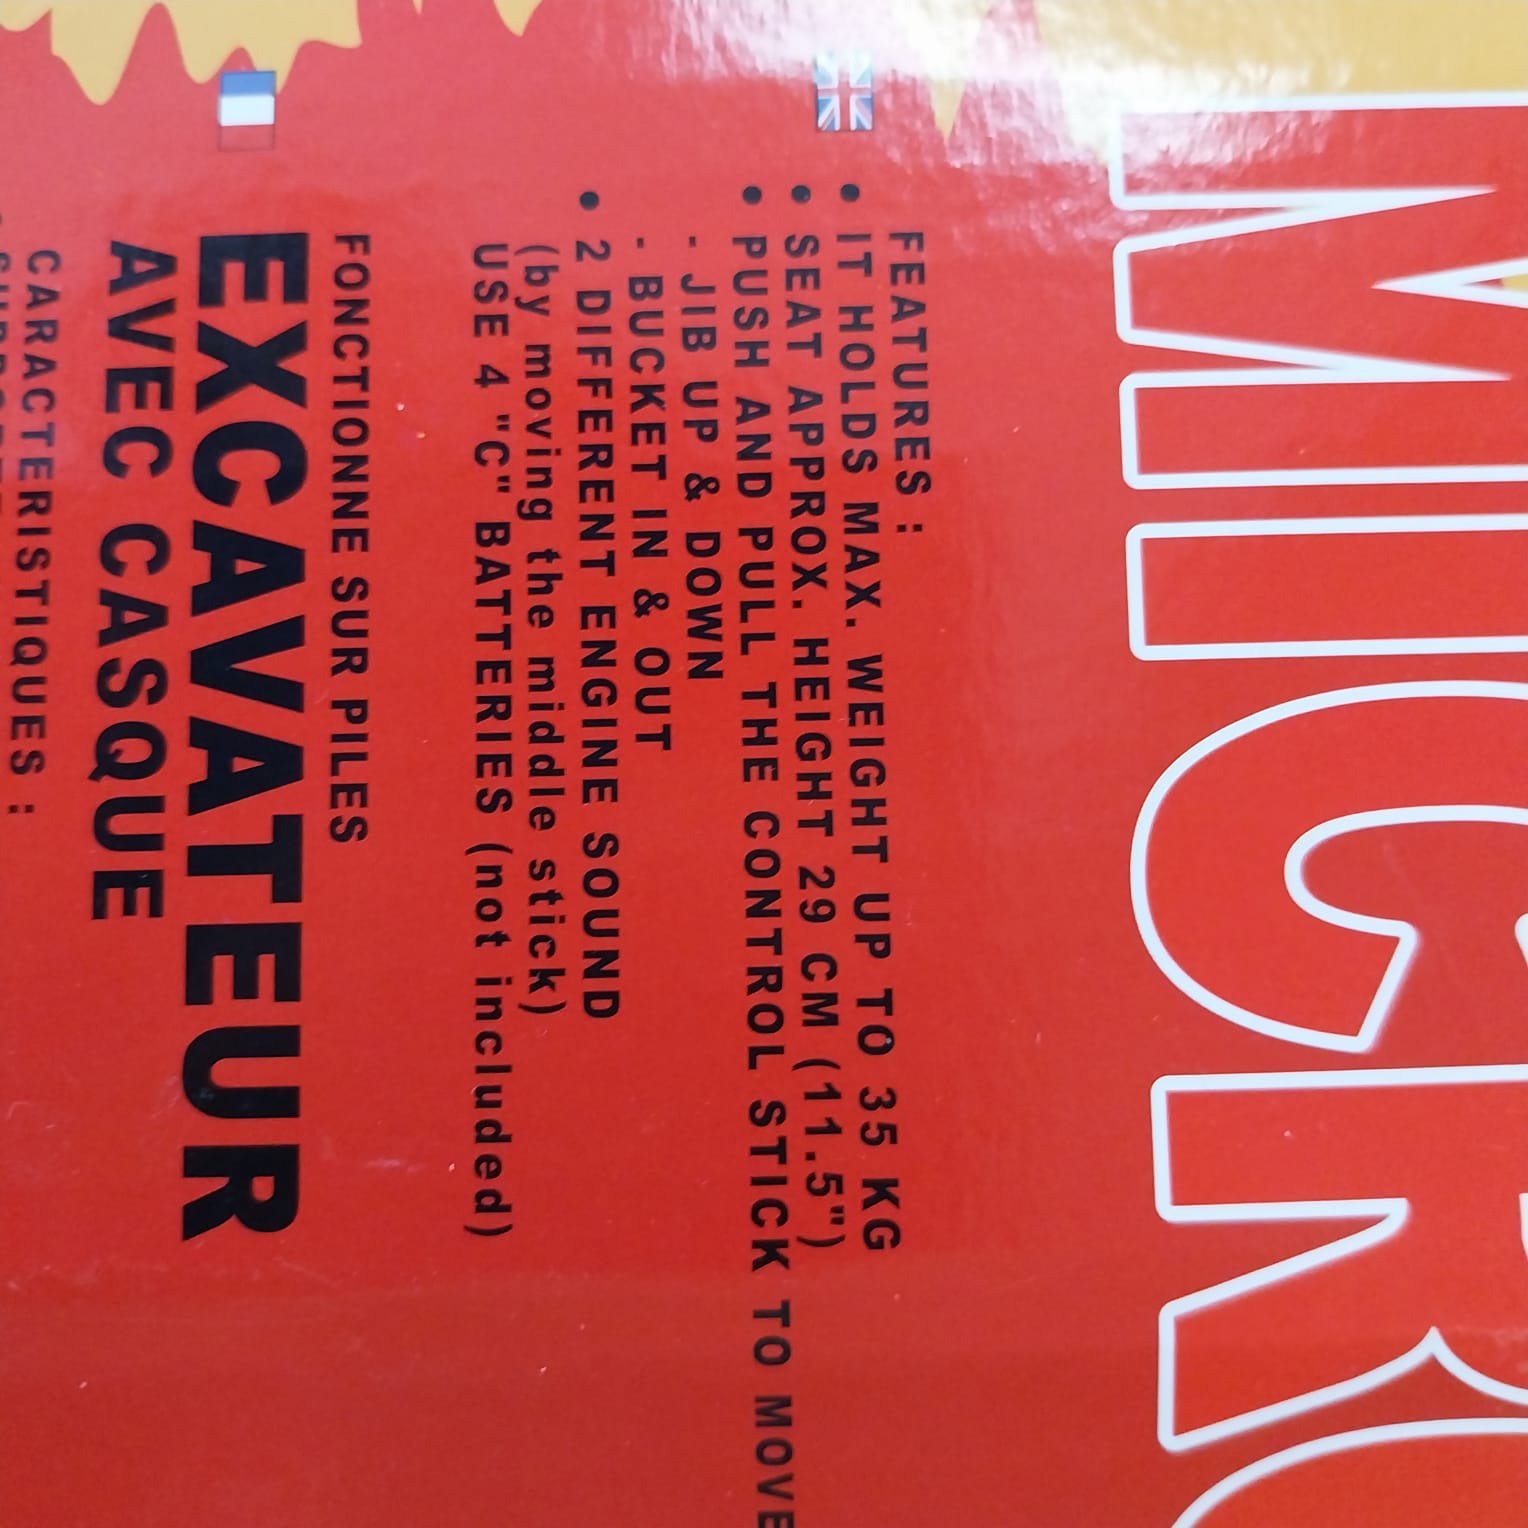 MICRO
FEATURES :
• IT HOLDS MAX. WEIGHT UP TO 35 KG
• SEAT APPROX. HEIGHT 29 CM (11.5")
• PUSH AND PULL THE CONTROL STICK TO MOVE
- JIB UP & DOWN
- BUCKET IN & OUT
• 2 DIFFERENT ENGINE SOUND
(by moving the middle stick)
USE 4 "C" BATTERIES (not included)
FONCTIONNE SUR PILES
EXCAVATEUR
AVEC CASQUE
CARACTERISTIQUES :